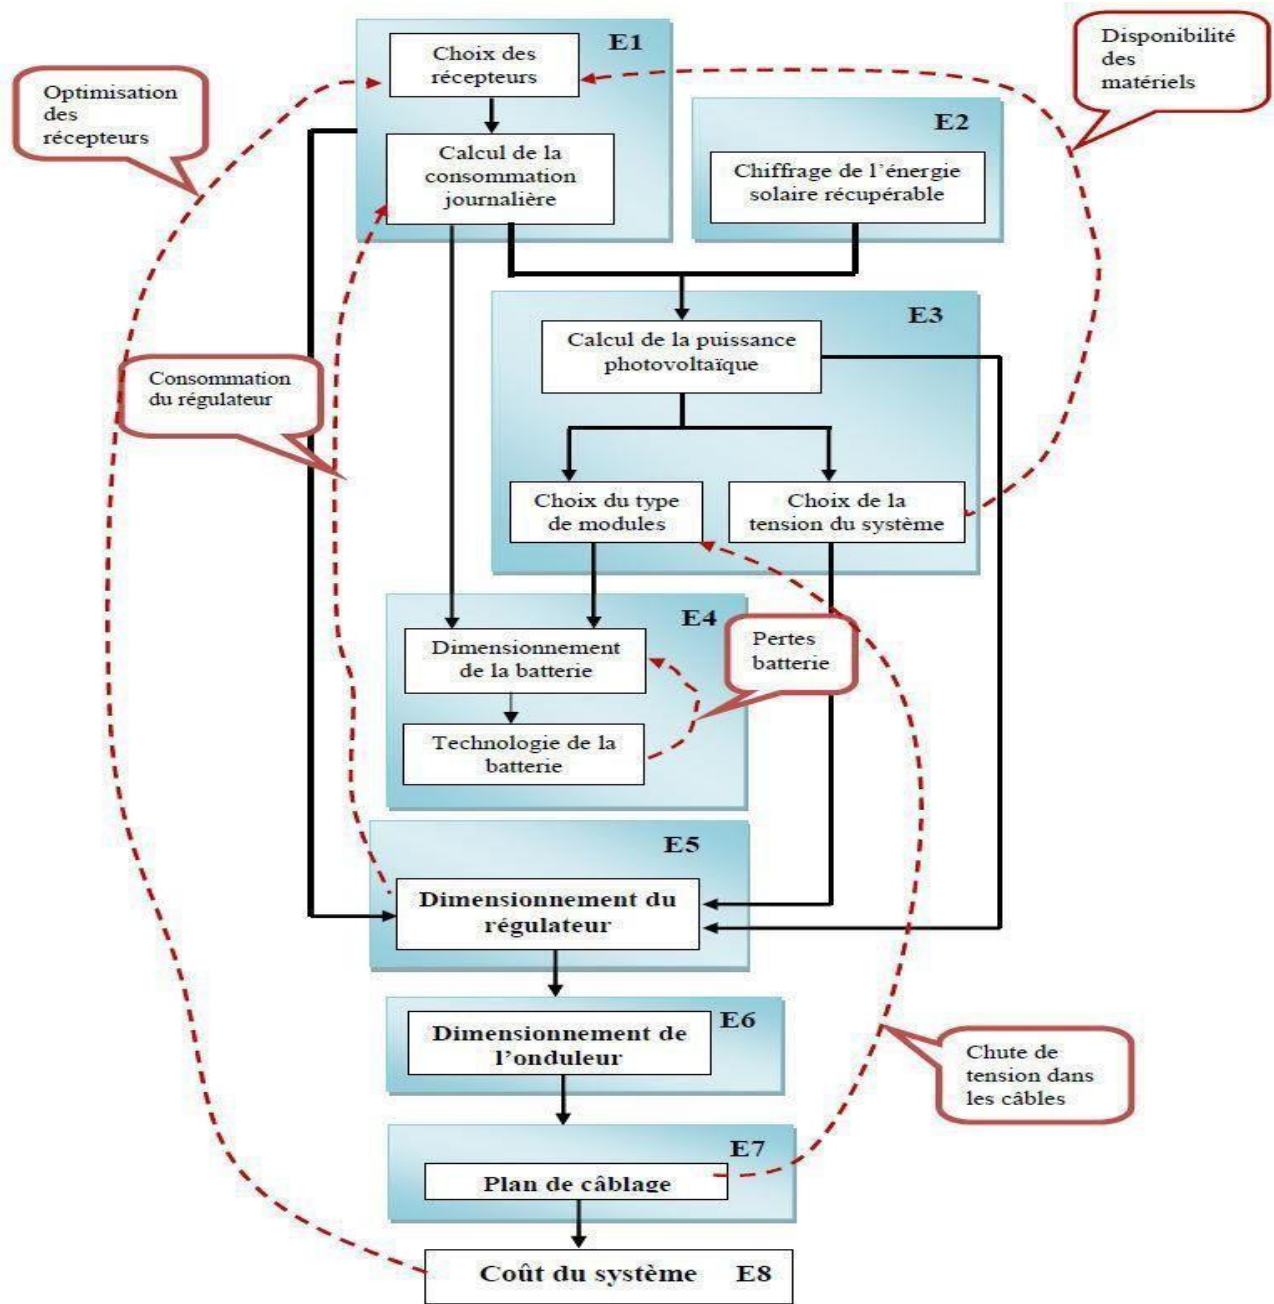 E1
Choix des
récepteurs
Disponibilité
des
matériels
Optimisation
des
récepteurs
E2
Calcul de la
consommation
journalière
Chiffrage de l’énergie
solaire récupérable
E3
Calcul de la puissance
photovoltaïque
Consommation
du régulateur
Choix du type
de modules
Choix de la
tension du système
E4
Dimensionnement
de la batterie
Pertes
batterie
Technologie de la
batterie
E5
Dimensionnement du
régulateur
E6
Dimensionnement de
l’onduleur
Chute de
tension dans
les câbles
E7
Plan de câblage
Coût du système E8